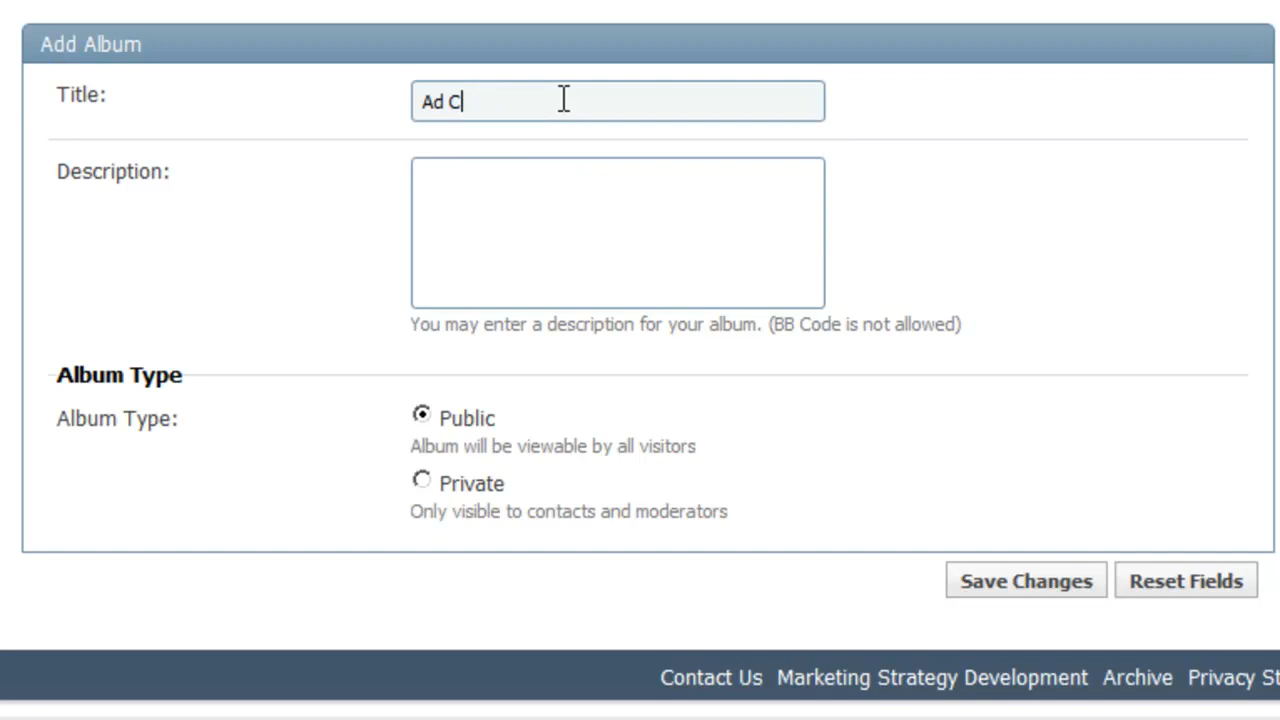 Add Album
Title:
Ad C
Description:
You may enter a description for your album. (BB Code is not allowed)
Album Type
Album Type:
Public
Album will be viewable by all visitors
Private
Only visible to contacts and moderators
Save Changes Reset Fields
Contact Us Marketing Strategy Development Archive Privacy St